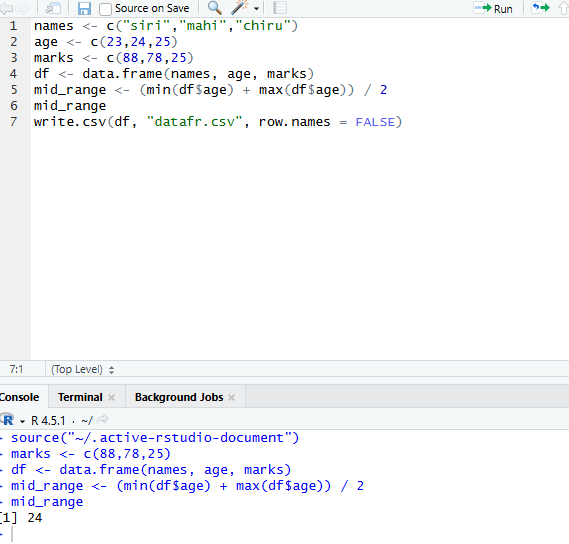 Source on Save Run
1 names <- c("siri","mahi","chiru")
2 age <- c(23,24,25)
3 marks <- c(88,78,25)
4 df <- data.frame(names, age, marks)
5 mid_range <- (min(df$age) + max(df$age)) / 2
6 mid_range
7 write.csv(df, "datafr.csv", row.names = FALSE)
7:1 (Top Level)
Console Terminal Background Jobs
R R 4.5.1 · ~/
> source("~/.active-rstudio-document")
> marks <- c(88,78,25)
> df <- data.frame(names, age, marks)
> mid_range <- (min(df$age) + max(df$age)) / 2
> mid_range
[1] 24
>